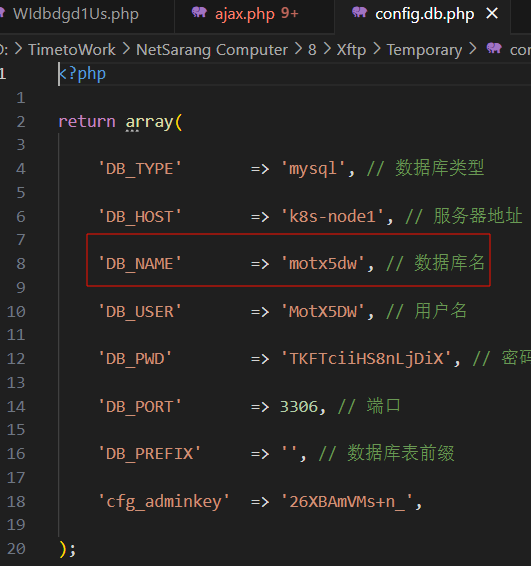 WIdbdgd1Us.php ajax.php 9+ config.db.php
D: > TimetoWork > NetSarang Computer > 8 > Xftp > Temporary >
1 <?php
1
2 return array(
3
4 'DB_TYPE' => 'mysql', // 数据库类型
5
6 'DB_HOST' => 'k8s-node1', // 服务器地址
7
8 'DB_NAME' => 'motx5dw', // 数据库名
9
10 'DB_USER' => 'MotX5DW', // 用户名
11
12 'DB_PWD' => 'TKFTciiHS8nLjDiX', // 密码
13
14 'DB_PORT' => 3306, // 端口
15
16 'DB_PREFIX' => '', // 数据库表前缀
17
18 'cfg_adminkey' => '26XBAmVMs+n_',
19
20 );